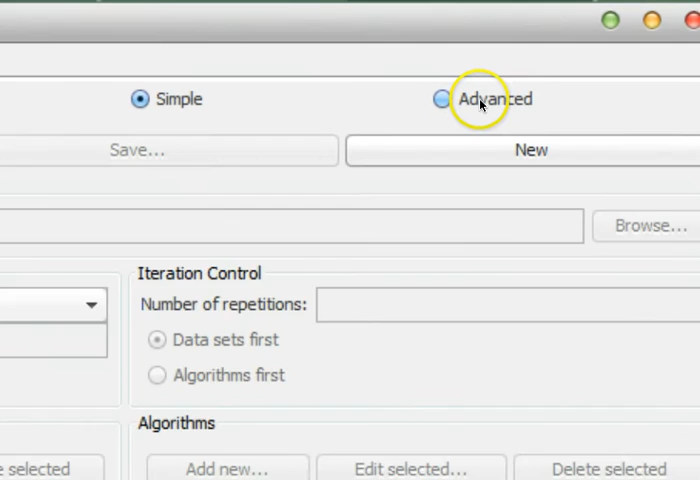 Simple Advanced
Save... New
Browse...
Iteration Control
Number of repetitions:
Data sets first
Algorithms first
Algorithms
selected Add new... Edit selected... Delete selected